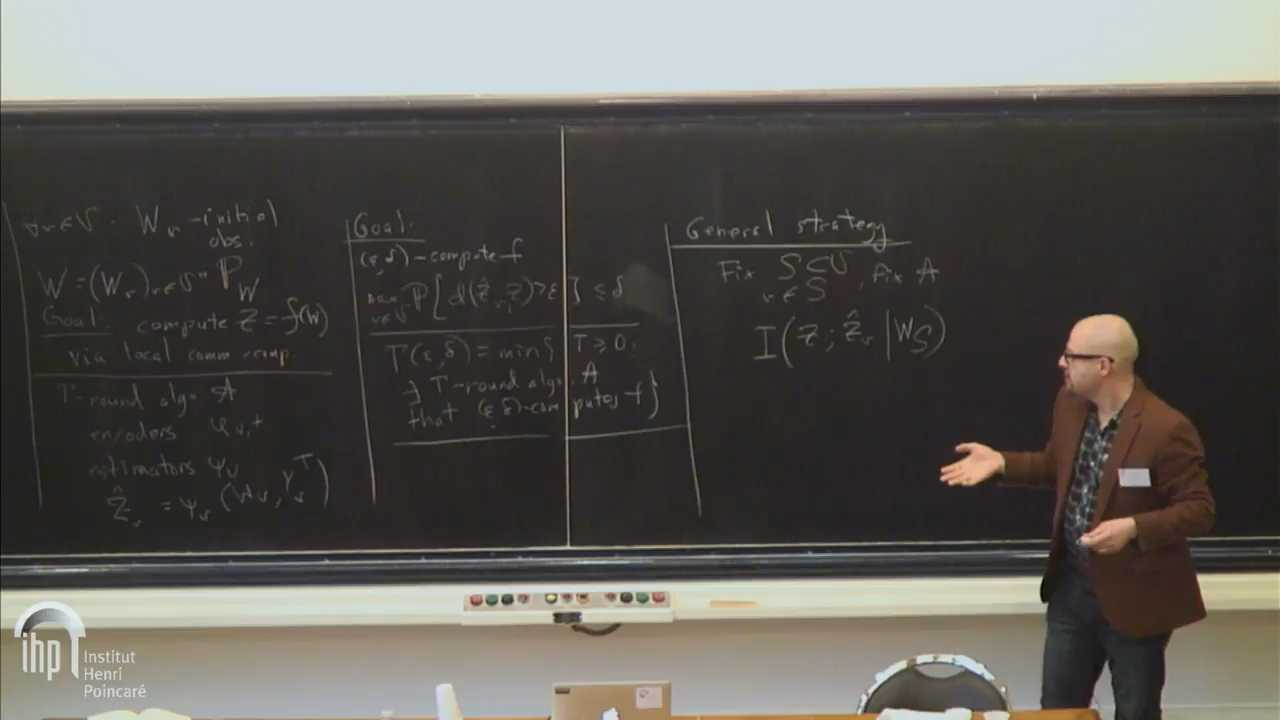 ∀v∈V · W_v - initial obs.
W = (W_v)_{v∈V} ~ P_W
Goal: compute Z = f(W)
via local comm comp.
T-round algo A
encoders φ_{v,t}
estimators ψ_v
Ẑ_v = ψ_v(W_v, Y_v^T)
Goal:
(ε,δ)-compute f
max_{v∈V} P[d(Ẑ_v, Z) > ε] ≤ δ
T(ε,δ) = min{ T ≥ 0:
∃ T-round algo. A
that (ε,δ)-computes f}
General strategy
Fix S⊂V, Fix A
v∈S
I(Z; Ẑ_v | W_S)
ihp
Institut
Henri
Poincaré